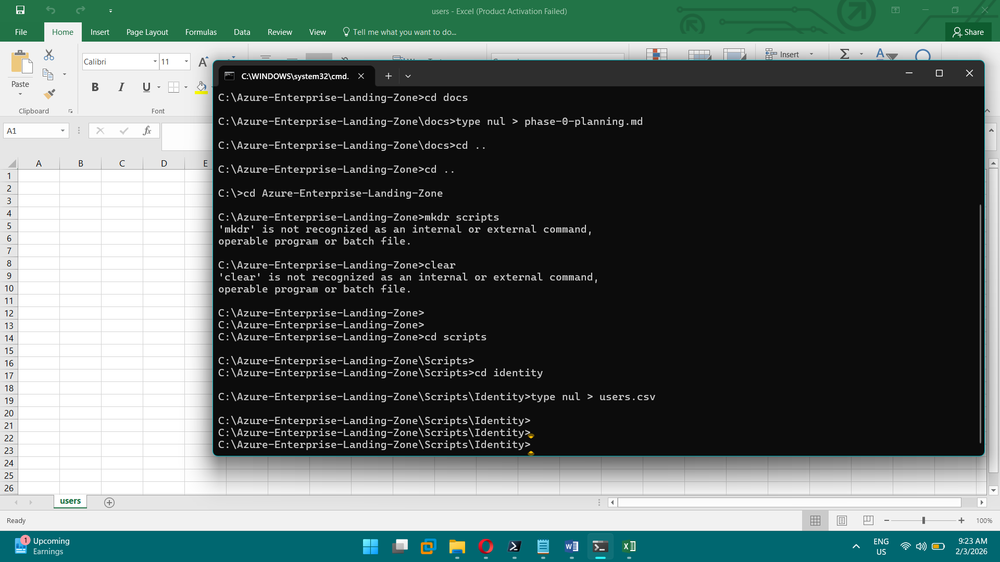 users - Excel (Product Activation Failed)
File Home Insert Page Layout Formulas Data Review View Tell me what you want to do... Share
Paste
Calibri 11 A
Insert Σ A
B I U
Clipboard Font
A1 fx
A B C D E
1
2
3
4
5
6
7
8
9
10
11
12
13
14
15
16
17
18
19
20
21
22
23
24
25
26
C:\WINDOWS\system32\cmd.
C:\Azure-Enterprise-Landing-Zone>cd docs
C:\Azure-Enterprise-Landing-Zone\docs>type nul > phase-0-planning.md
C:\Azure-Enterprise-Landing-Zone\docs>cd ..
C:\Azure-Enterprise-Landing-Zone>cd ..
C:\>cd Azure-Enterprise-Landing-Zone
C:\Azure-Enterprise-Landing-Zone>mkdr scripts
'mkdr' is not recognized as an internal or external command,
operable program or batch file.
C:\Azure-Enterprise-Landing-Zone>clear
'clear' is not recognized as an internal or external command,
operable program or batch file.
C:\Azure-Enterprise-Landing-Zone>
C:\Azure-Enterprise-Landing-Zone>
C:\Azure-Enterprise-Landing-Zone>cd scripts
C:\Azure-Enterprise-Landing-Zone\Scripts>
C:\Azure-Enterprise-Landing-Zone\Scripts>cd identity
C:\Azure-Enterprise-Landing-Zone\Scripts\Identity>type nul > users.csv
C:\Azure-Enterprise-Landing-Zone\Scripts\Identity>
C:\Azure-Enterprise-Landing-Zone\Scripts\Identity>
C:\Azure-Enterprise-Landing-Zone\Scripts\Identity>
users
Ready 100%
1 Upcoming
Earnings
ENG
US
9:23 AM
2/3/2026